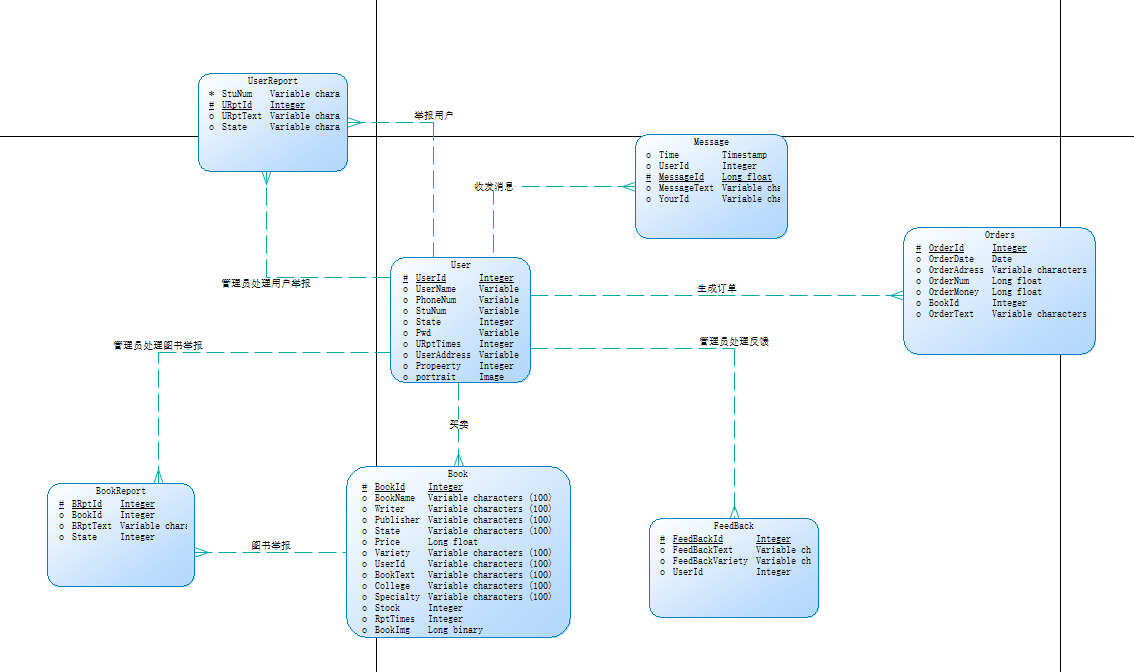 UserReport
* StuNum Variable chara
# URptId Integer
o URptText Variable chara
o State Variable chara
举报用户
Message
o Time Timestamp
o UserId Integer
# MessageId Long float
o MessageText Variable cha
o YourId Variable cha
收发消息
Orders
# OrderId Integer
o OrderDate Date
o OrderAdress Variable characters
o OrderNum Long float
o OrderMoney Long float
o BookId Integer
o OrderText Variable characters
User
# UserId Integer
o UserName Variable
o PhoneNum Variable
o StuNum Variable
o State Integer
o Pwd Variable
o URptTimes Integer
o UserAddress Variable
o Propeerty Integer
o portrait Image
管理员处理用户举报
生成订单
管理员处理图书举报
管理员处理反馈
买卖
Book
# BookId Integer
o BookName Variable characters (100)
o Writer Variable characters (100)
o Publisher Variable characters (100)
o State Variable characters (100)
o Price Long float
o Variety Variable characters (100)
o UserId Variable characters (100)
o BookText Variable characters (100)
o College Variable characters (100)
o Specialty Variable characters (100)
o Stock Integer
o RptTimes Integer
o BookImg Long binary
BookReport
# BRptId Integer
o BookId Integer
o BRptText Variable chara
o State Integer
图书举报
FeedBack
# FeedBackId Integer
o FeedBackText Variable ch
o FeedBackVariety Variable ch
o UserId Integer